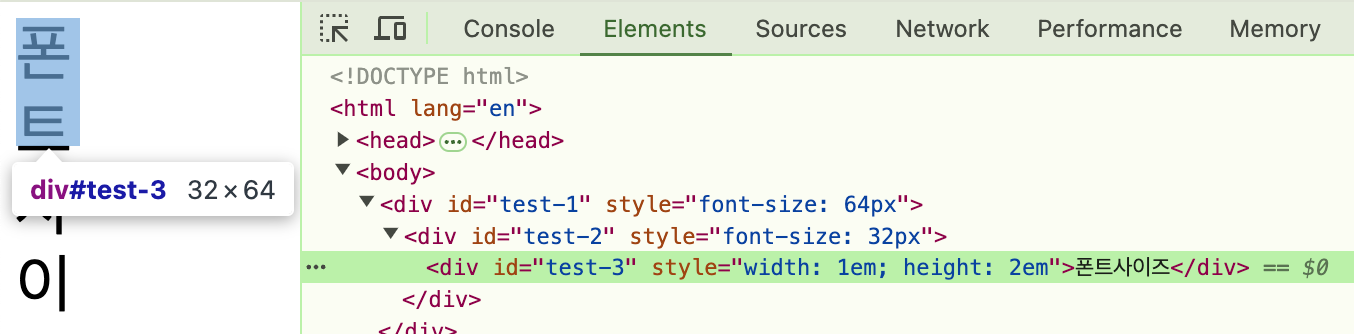 폰
트
이
div#test-3 32×64
Console Elements Sources Network Performance Memory
<!DOCTYPE html>
<html lang="en">
<head> ••• </head>
<body>
<div id="test-1" style="font-size: 64px">
<div id="test-2" style="font-size: 32px">
••• <div id="test-3" style="width: 1em; height: 2em">폰트사이즈</div> == $0
</div>
</div>